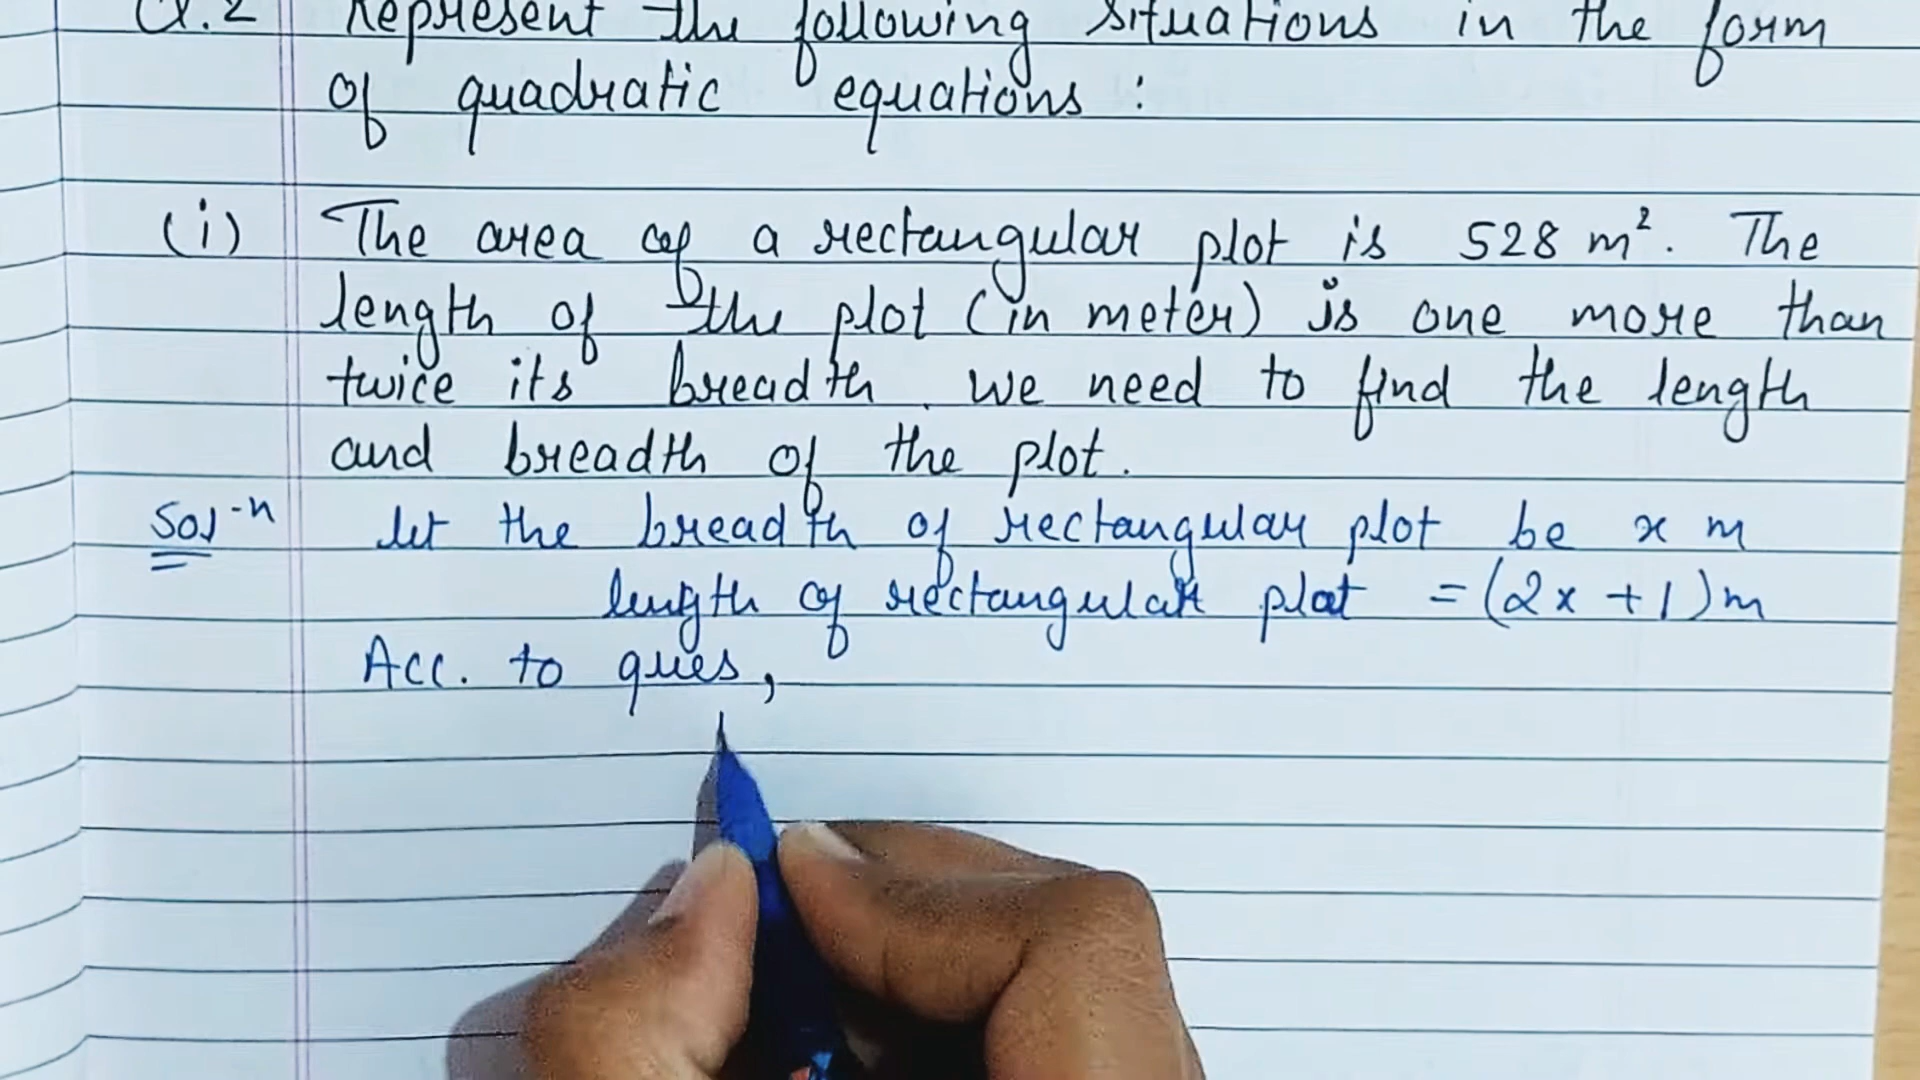 Q.2 Represent the following situations in the form
of quadratic equations :
(i) The area of a rectangular plot is 528 m². The
length of the plot (in meter) is one more than
twice its breadth. We need to find the length
and breadth of the plot.
Sol-n let the breadth of rectangular plot be x m
length of rectangular plot = (2x + 1) m
Acc. to ques,